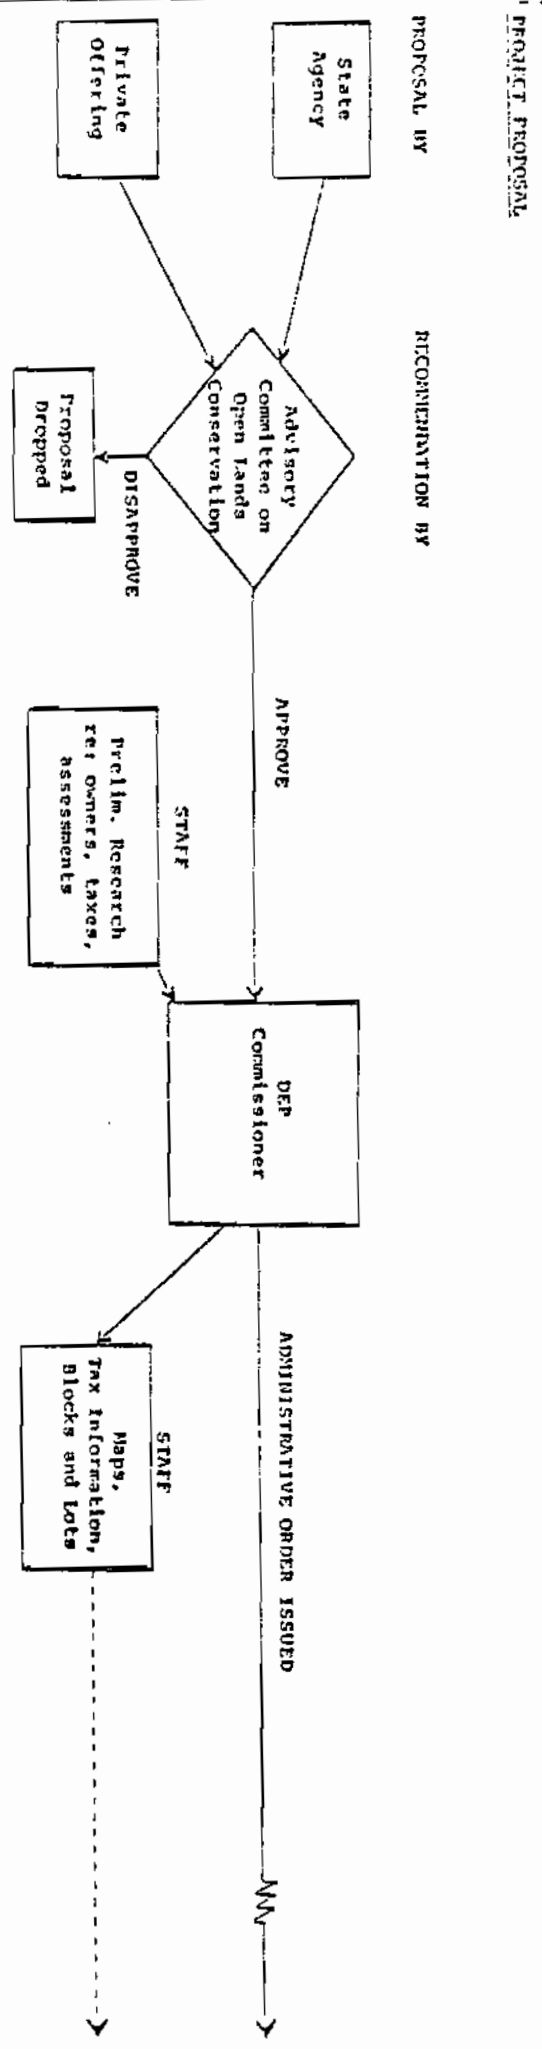 PROJECT PROPOSAL
PROPOSAL BY
RECOMMENDATION BY
State
Agency
Private
Offering
Advisory
Committee on
Open Lands
Conservation
DISAPPROVE
Proposal
Dropped
APPROVE
STAFF
Prelim. Research
re: owners, taxes,
assessments
DEP
Commissioner
ADMINISTRATIVE ORDER ISSUED
STAFF
Maps,
Tax Information,
Blocks and Lots